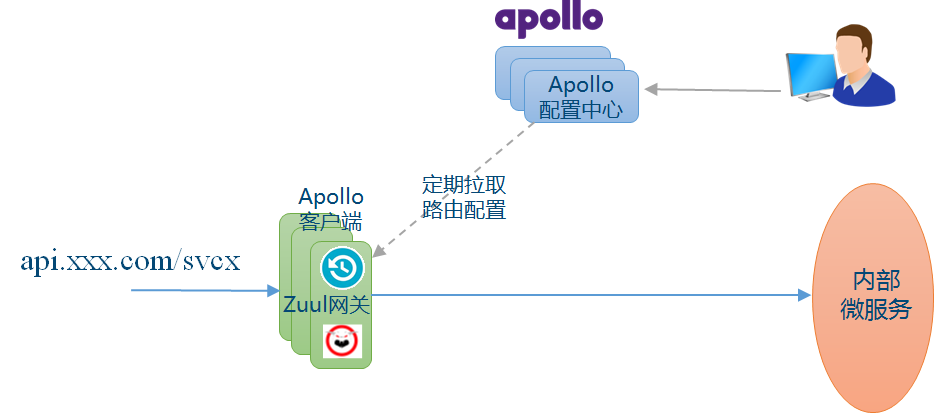 apollo
Apollo
配置中心
定期拉取
路由配置
Apollo
客户端
api.xxx.com/svcx
Zuul网关
内部
微服务